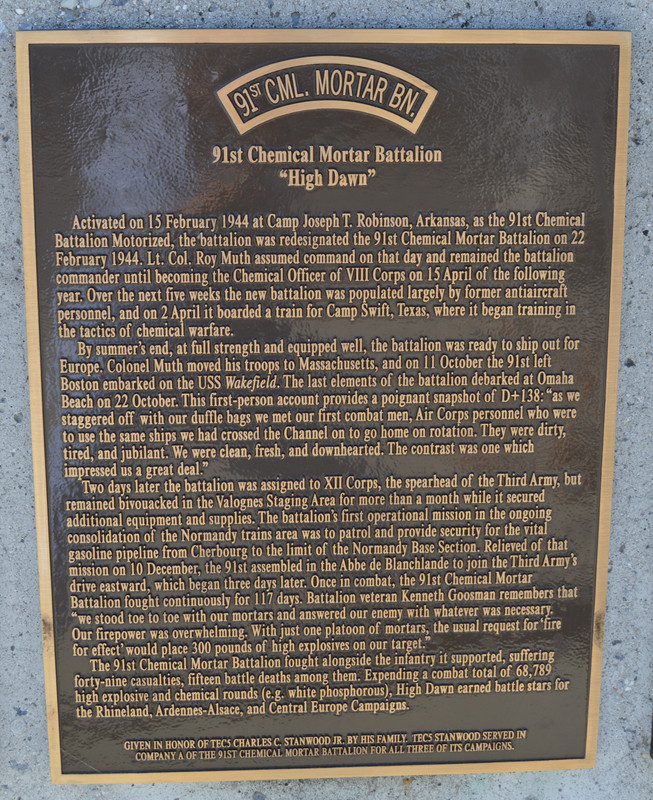 91ST CML. MORTAR BN.
91st Chemical Mortar Battalion
“High Dawn”
Activated on 15 February 1944 at Camp Joseph T. Robinson, Arkansas, as the 91st Chemical
Battalion Motorized, the battalion was redesignated the 91st Chemical Mortar Battalion on 22
February 1944. Lt. Col. Roy Muth assumed command on that day and remained the battalion
commander until becoming the Chemical Officer of VIII Corps on 15 April of the following
year. Over the next five weeks the new battalion was populated largely by former antiaircraft
personnel, and on 2 April it boarded a train for Camp Swift, Texas, where it began training in
the tactics of chemical warfare.
By summer’s end, at full strength and equipped well, the battalion was ready to ship out for
Europe. Colonel Muth moved his troops to Massachusetts, and on 11 October the 91st left
Boston embarked on the USS Wakefield. The last elements of the battalion debarked at Omaha
Beach on 22 October. This first-person account provides a poignant snapshot of D+138: “as we
staggered off with our duffle bags we met our first combat men, Air Corps personnel who were
to use the same ships we had crossed the Channel on to go home on rotation. They were dirty,
tired, and jubilant. We were clean, fresh, and downhearted. The contrast was one which
impressed us a great deal.”
Two days later the battalion was assigned to XII Corps, the spearhead of the Third Army, but
remained bivouacked in the Valognes Staging Area for more than a month while it secured
additional equipment and supplies. The battalion’s first operational mission in the ongoing
consolidation of the Normandy trains area was to patrol and provide security for the vital
gasoline pipeline from Cherbourg to the limit of the Normandy Base Section. Relieved of that
mission on 10 December, the 91st assembled in the Abbe de Blanchlande to join the Third Army’s
drive eastward, which began three days later. Once in combat, the 91st Chemical Mortar
Battalion fought continuously for 117 days. Battalion veteran Kenneth Goosman remembers that
“we stood toe to toe with our mortars and answered our enemy with whatever was necessary.
Our firepower was overwhelming. With just one platoon of mortars, the usual request for ‘fire
for effect’ would place 300 pounds of high explosives on our target.”
The 91st Chemical Mortar Battalion fought alongside the infantry it supported, suffering
forty-nine casualties, fifteen battle deaths among them. Expending a combat total of 68,789
high explosive and chemical rounds (e.g. white phosphorous), High Dawn earned battle stars for
the Rhineland, Ardennes-Alsace, and Central Europe Campaigns.
GIVEN IN HONOR OF TEC5 CHARLES C. STANWOOD JR. BY HIS FAMILY. TEC5 STANWOOD SERVED IN
COMPANY A OF THE 91ST CHEMICAL MORTAR BATTALION FOR ALL THREE OF ITS CAMPAIGNS.